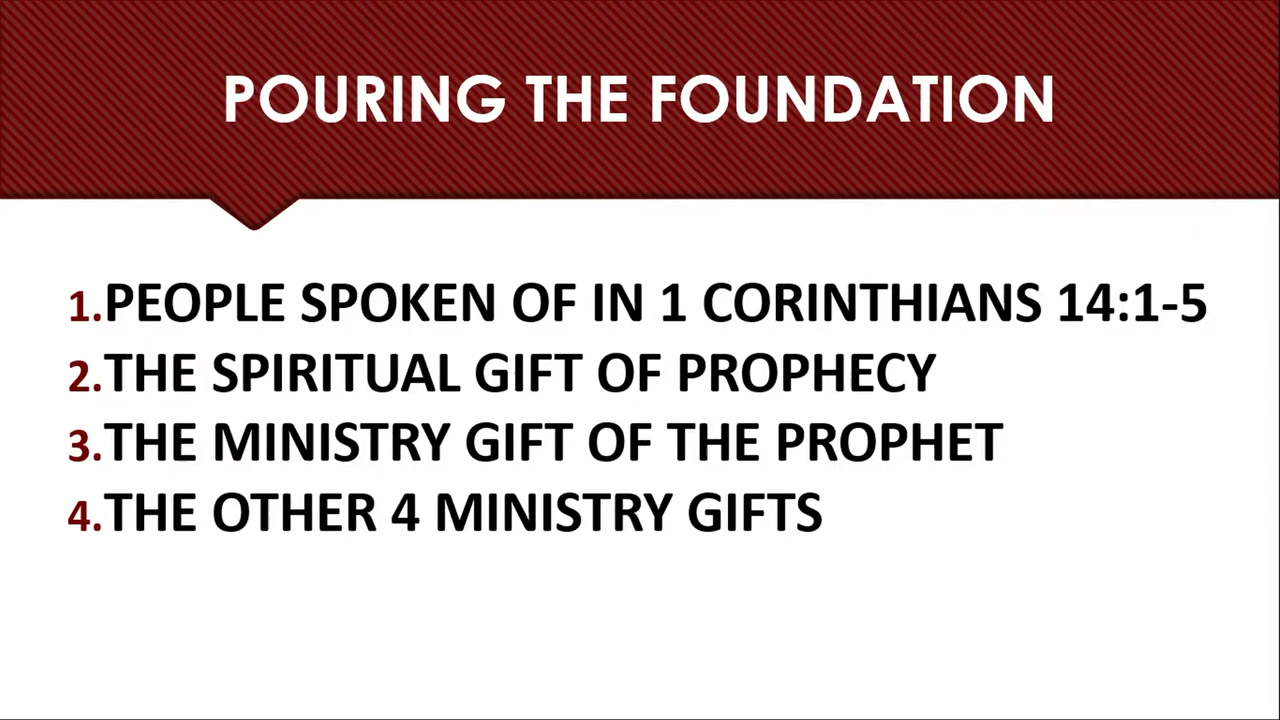 POURING THE FOUNDATION
1.PEOPLE SPOKEN OF IN 1 CORINTHIANS 14:1-5
2.THE SPIRITUAL GIFT OF PROPHECY
3.THE MINISTRY GIFT OF THE PROPHET
4.THE OTHER 4 MINISTRY GIFTS